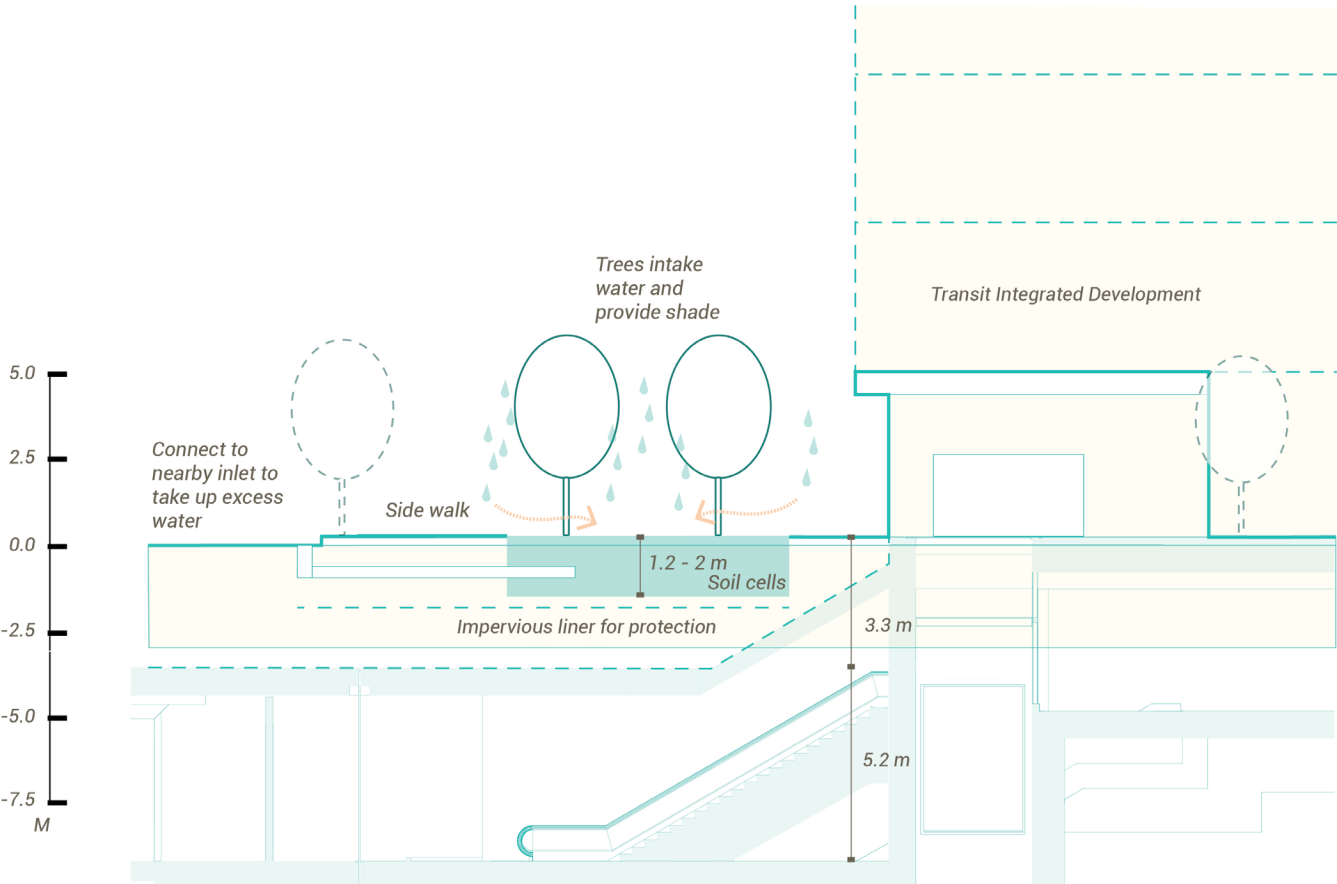 Trees intake
water and
provide shade
Transit Integrated Development
5.0
2.5
0.0
-2.5
-5.0
-7.5
M
Connect to
nearby inlet to
take up excess
water
Side walk
1.2 - 2 m
Soil cells
Impervious liner for protection
3.3 m
5.2 m